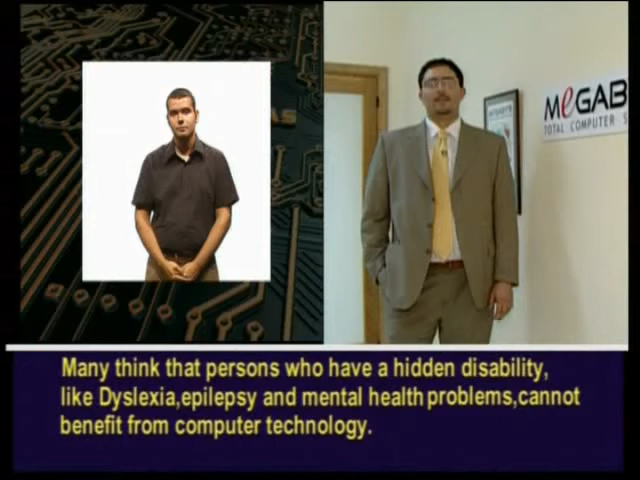 MeGAB
TOTAL COMPUTER S
Many think that persons who have a hidden disability,
like Dyslexia,epilepsy and mental health problems,cannot
benefit from computer technology.